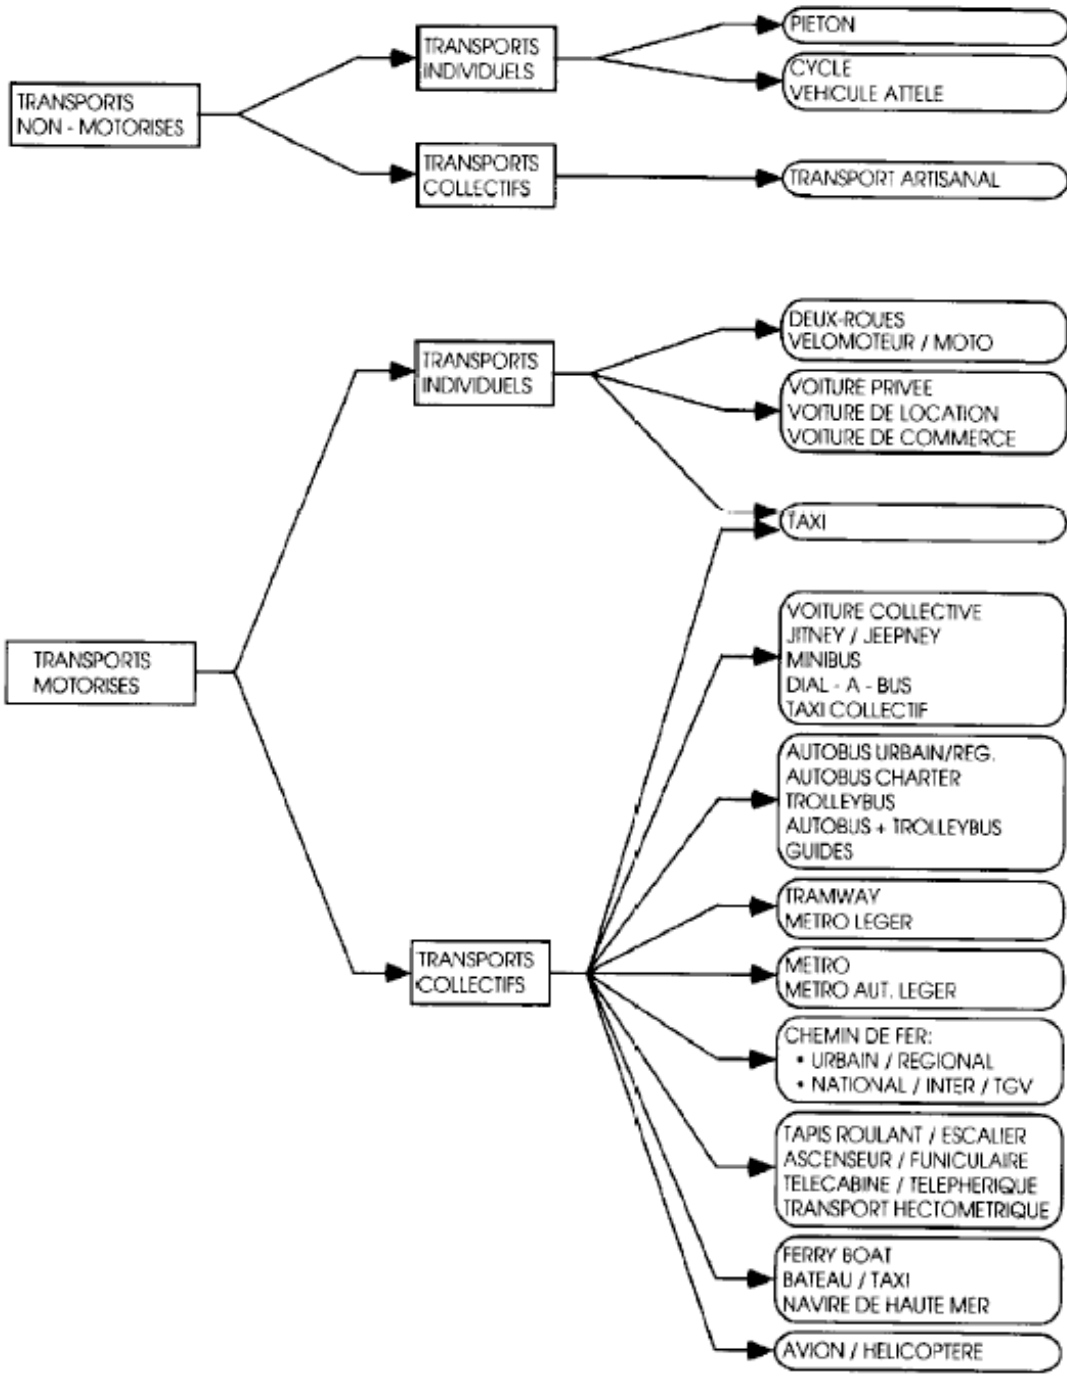 TRANSPORTS
NON - MOTORISES
TRANSPORTS
INDIVIDUELS
PIETON
CYCLE
VEHICULE ATTELE
TRANSPORTS
COLLECTIFS
TRANSPORT ARTISANAL
TRANSPORTS
MOTORISES
TRANSPORTS
INDIVIDUELS
DEUX-ROUES
VELOMOTEUR / MOTO
VOITURE PRIVEE
VOITURE DE LOCATION
VOITURE DE COMMERCE
TAXI
TRANSPORTS
COLLECTIFS
VOITURE COLLECTIVE
JITNEY / JEEPNEY
MINIBUS
DIAL - A - BUS
TAXI COLLECTIF
AUTOBUS URBAIN/REG.
AUTOBUS CHARTER
TROLLEYBUS
AUTOBUS + TROLLEYBUS
GUIDES
TRAMWAY
METRO LEGER
METRO
METRO AUT. LEGER
CHEMIN DE FER:
• URBAIN / REGIONAL
• NATIONAL / INTER / TGV
TAPIS ROULANT / ESCALIER
ASCENSEUR / FUNICULAIRE
TELECABINE / TELEPHERIQUE
TRANSPORT HECTOMETRIQUE
FERRY BOAT
BATEAU / TAXI
NAVIRE DE HAUTE MER
AVION / HELICOPTERE